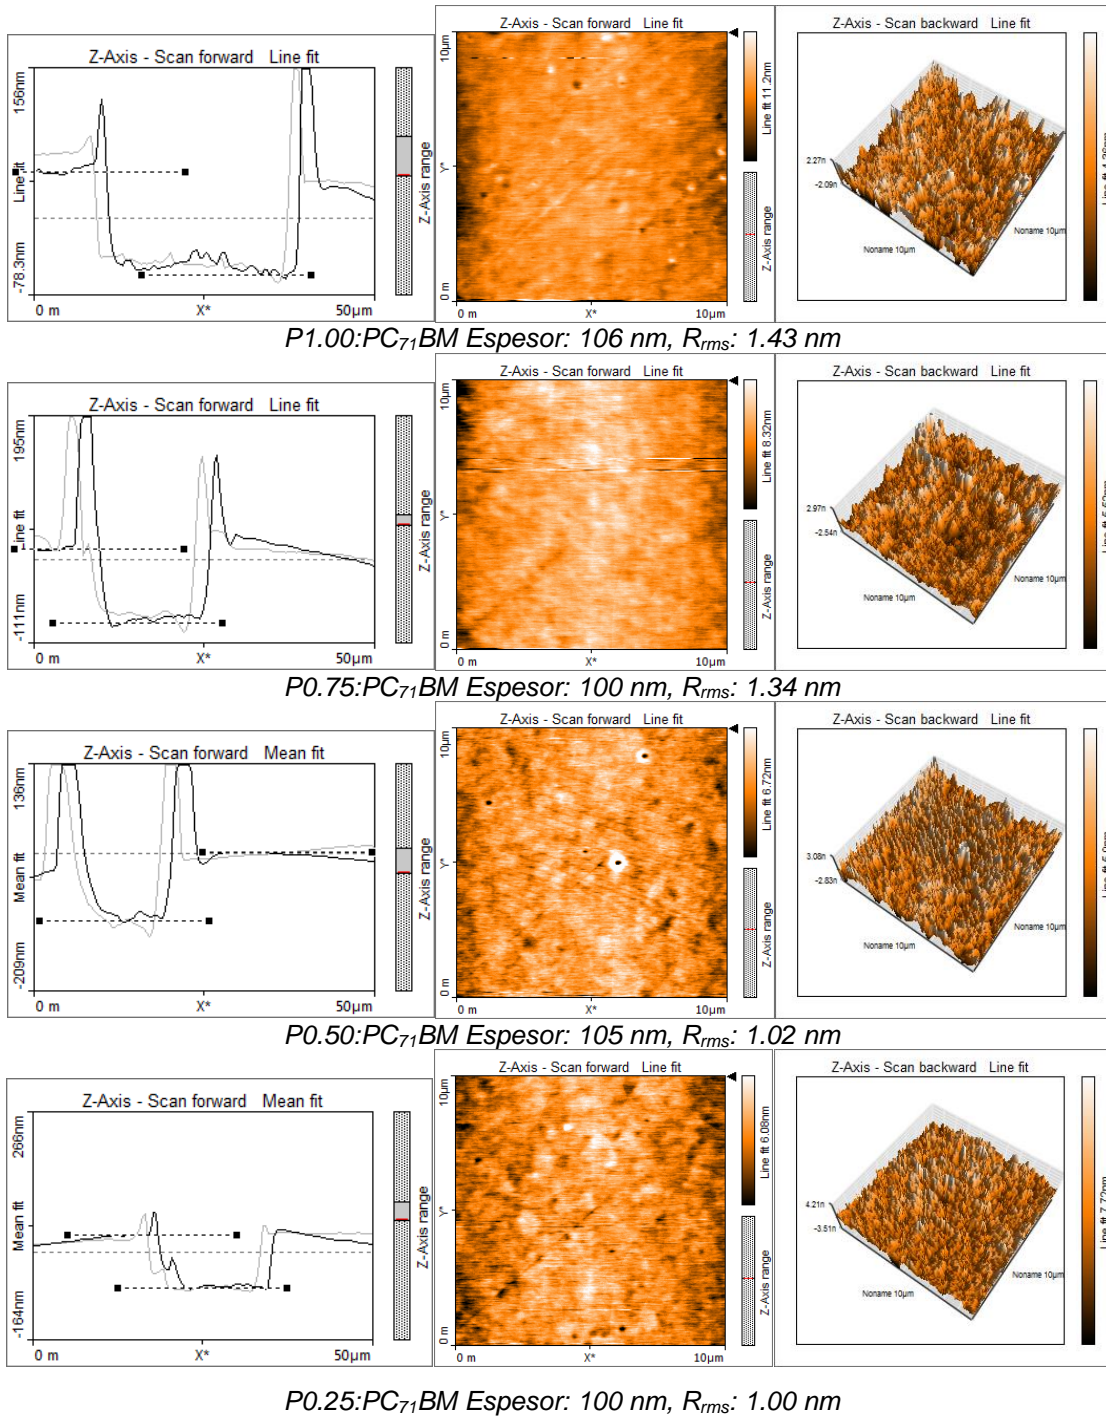 Z-Axis - Scan forward Line fit
156nm
Line fit
-78.3nm
0 m
X*
50µm
Z-Axis range
Z-Axis - Scan forward Line fit
10µm
Y*
0 m
0 m
X*
10µm
Line fit 11.2nm
Z-Axis range
Z-Axis - Scan backward Line fit
2.27n
-2.09n
Noname 10µm
Noname 10µm
P1.00:PC71BM Espesor: 106 nm, Rrms: 1.43 nm
Z-Axis - Scan forward Line fit
195nm
Line fit
-111nm
0 m
X*
50µm
Z-Axis range
Z-Axis - Scan forward Line fit
10µm
Y*
0 m
0 m
X*
10µm
Line fit 8.32nm
Z-Axis range
Z-Axis - Scan backward Line fit
2.97n
-2.54n
Noname 10µm
Noname 10µm
P0.75:PC71BM Espesor: 100 nm, Rrms: 1.34 nm
Z-Axis - Scan forward Mean fit
136nm
Mean fit
-209nm
0 m
X*
50µm
Z-Axis range
Z-Axis - Scan forward Line fit
10µm
Y*
0 m
0 m
X*
10µm
Line fit 6.72nm
Z-Axis range
Z-Axis - Scan backward Line fit
3.08n
-2.83n
Noname 10µm
Noname 10µm
P0.50:PC71BM Espesor: 105 nm, Rrms: 1.02 nm
Z-Axis - Scan forward Mean fit
266nm
Mean fit
-164nm
0 m
X*
50µm
Z-Axis range
Z-Axis - Scan forward Line fit
10µm
Y*
0 m
0 m
X*
10µm
Line fit 6.08nm
Z-Axis range
Z-Axis - Scan backward Line fit
4.21n
-3.51n
Noname 10µm
Noname 10µm
Line fit 7.72nm
P0.25:PC71BM Espesor: 100 nm, Rrms: 1.00 nm